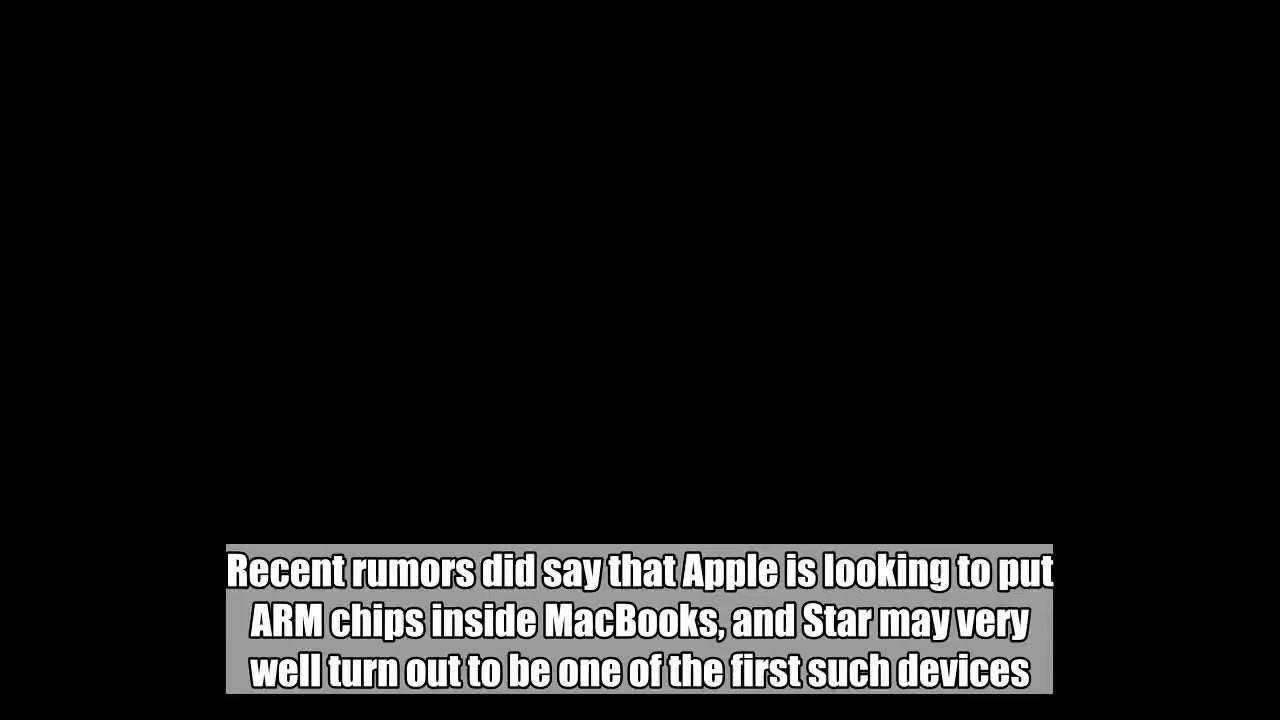 Recent rumors did say that Apple is looking to put
ARM chips inside MacBooks, and Star may very
well turn out to be one of the first such devices